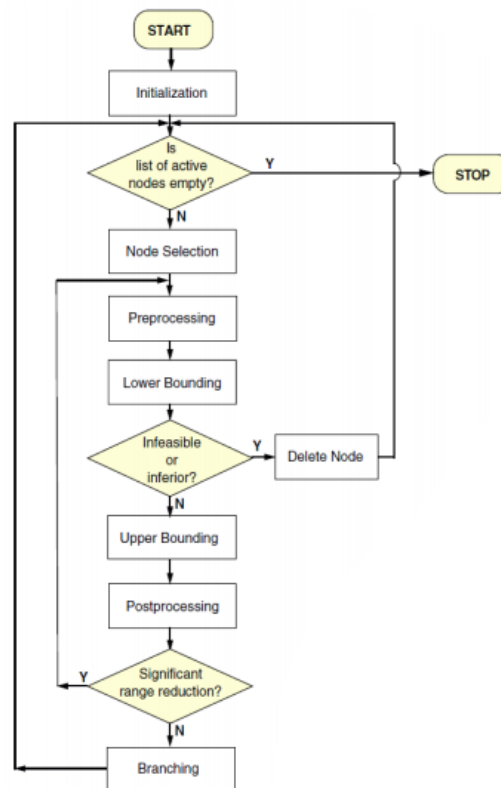 START
Initialization
Is
list of active
nodes empty?
Y
STOP
N
Node Selection
Preprocessing
Lower Bounding
Infeasible
or
inferior?
Y
Delete Node
N
Upper Bounding
Postprocessing
Significant
range reduction?
Y
N
Branching